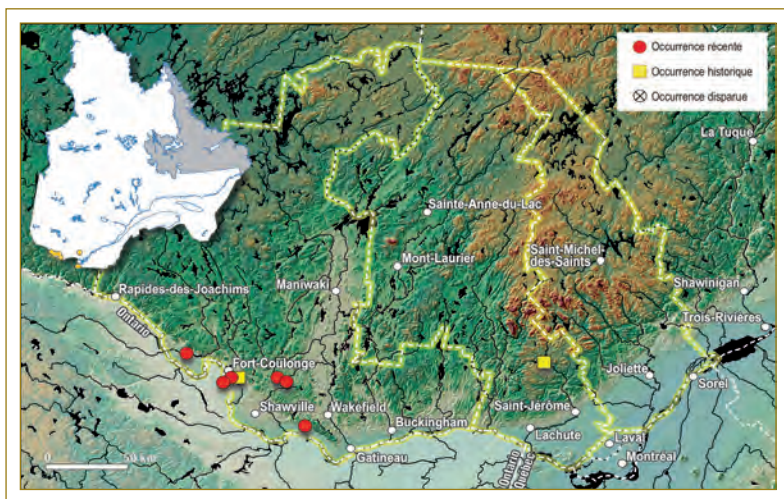 Occurrence récente
Occurrence historique
Occurrence disparue
La Tuque
Sainte-Anne-du-Lac
Saint-Michel-
des-Saints
Mont-Laurier
Maniwaki
Rapides-des-Joachims
Shawinigan
Trois-Rivières
Ontario
Fort-Coulonge
Joliette
Sorel
Shawville
Wakefield
Saint-Jérôme
Buckingham
Lachute
Laval
Gatineau
Montréal
Ontario
Québec
0 50 km